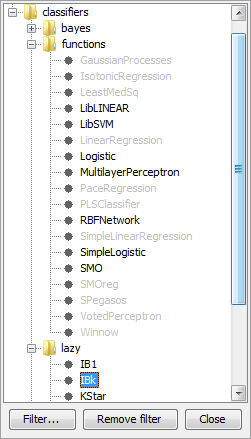 classifiers
bayes
functions
GaussianProcesses
IsotonicRegression
LeastMedSq
LibLINEAR
LibSVM
LinearRegression
Logistic
MultilayerPerceptron
PaceRegression
PLSClassifier
RBFNetwork
SimpleLinearRegression
SimpleLogistic
SMO
SMOreg
SPegasos
VotedPerceptron
Winnow
lazy
IB1
IBk
KStar
Filter... Remove filter Close